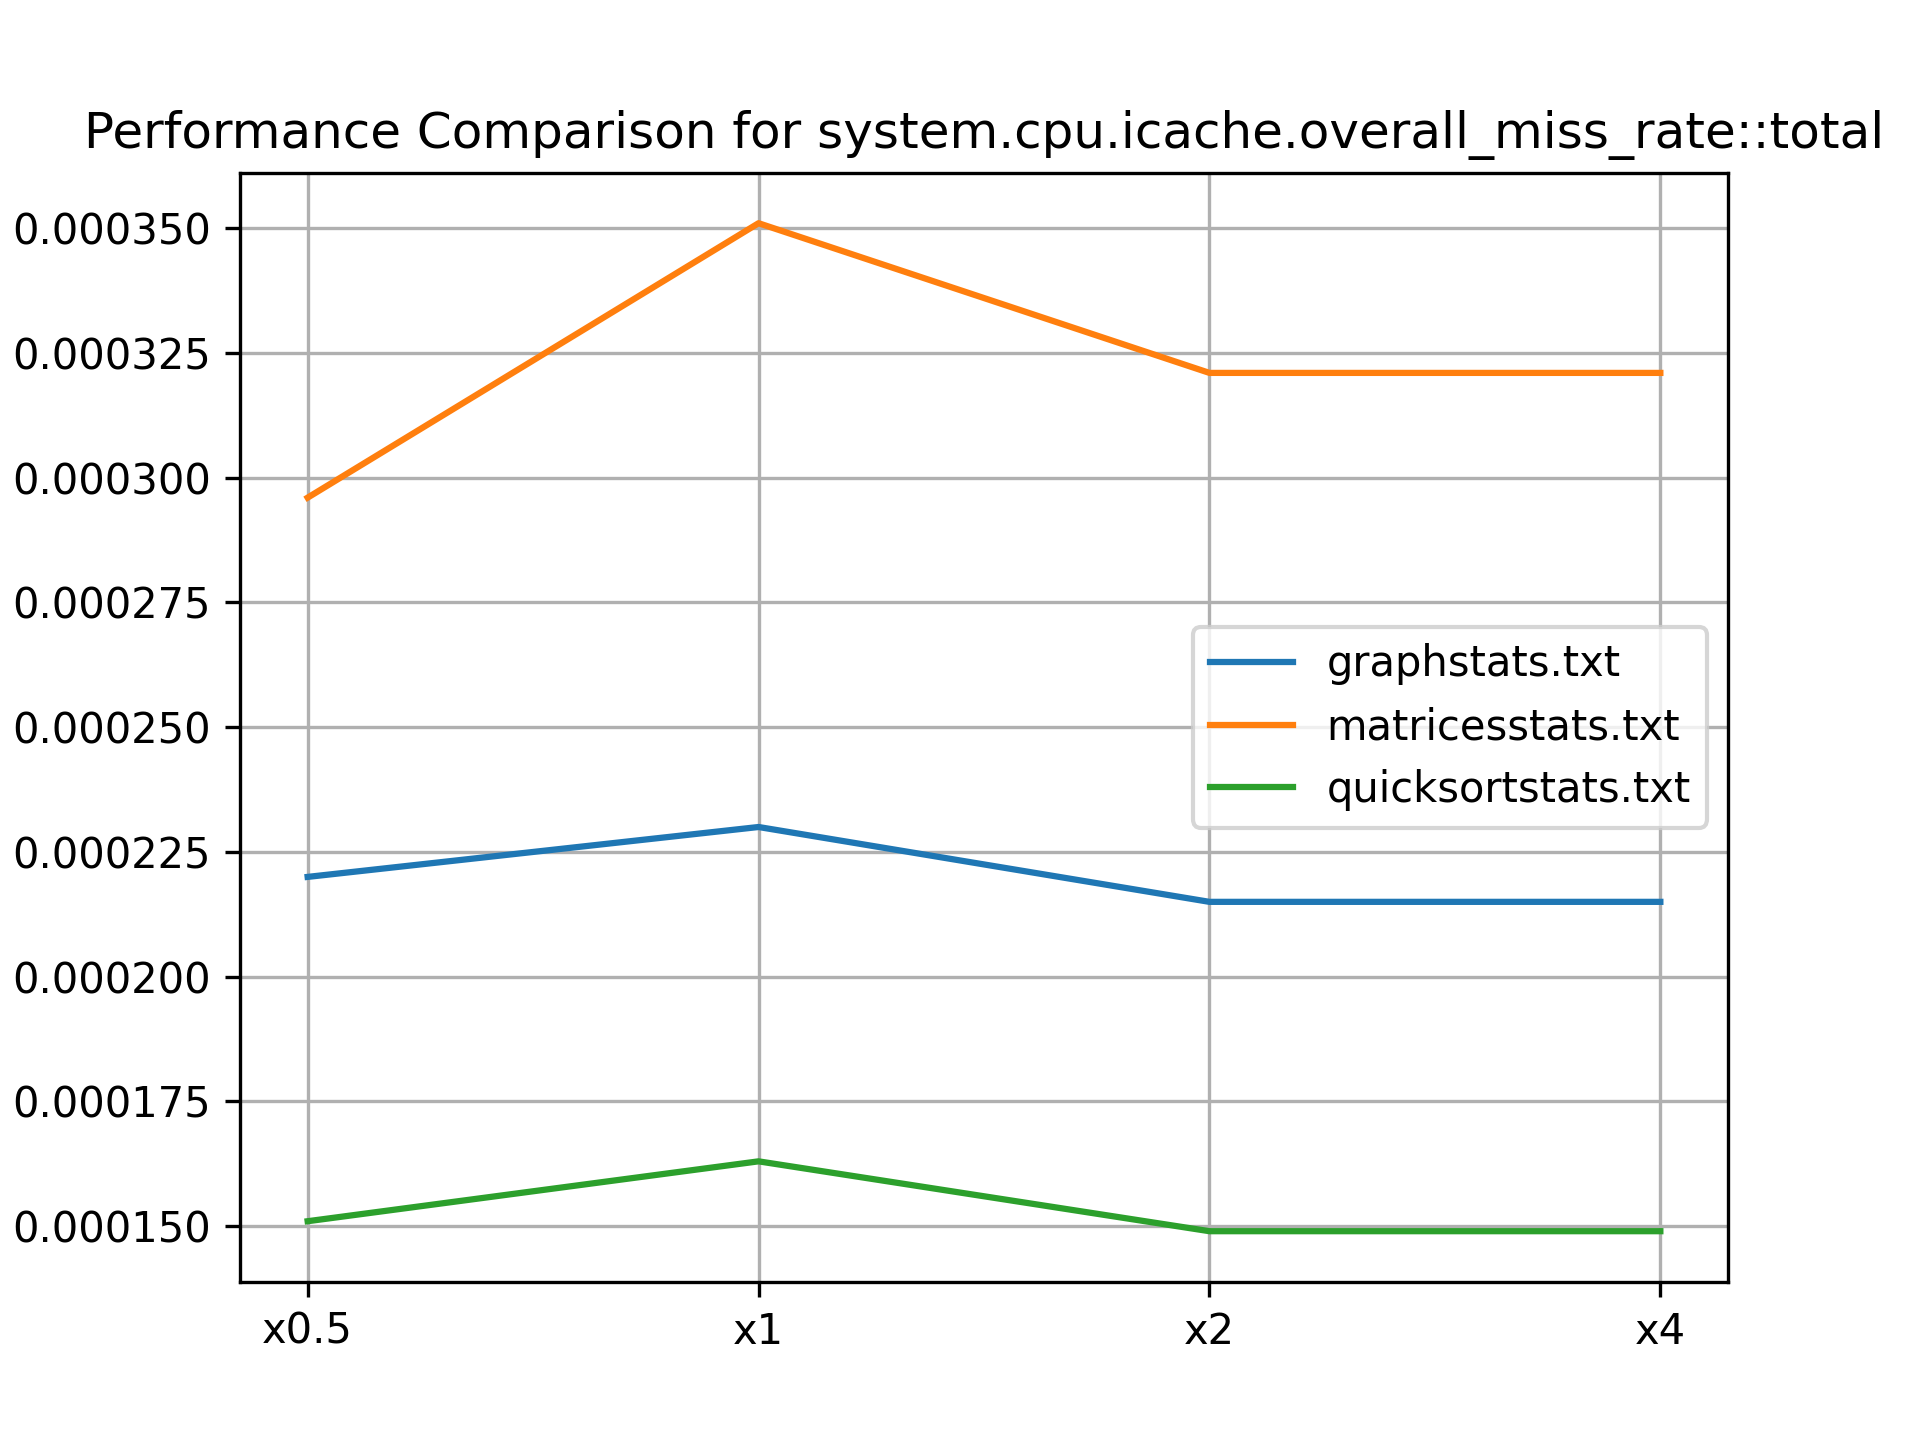 Performance Comparison for system.cpu.icache.overall_miss_rate::total
0.000350
0.000325
0.000300
0.000275
0.000250
0.000225
0.000200
0.000175
0.000150
graphstats.txt
matricesstats.txt
quicksortstats.txt
x0.5 x1 x2 x4